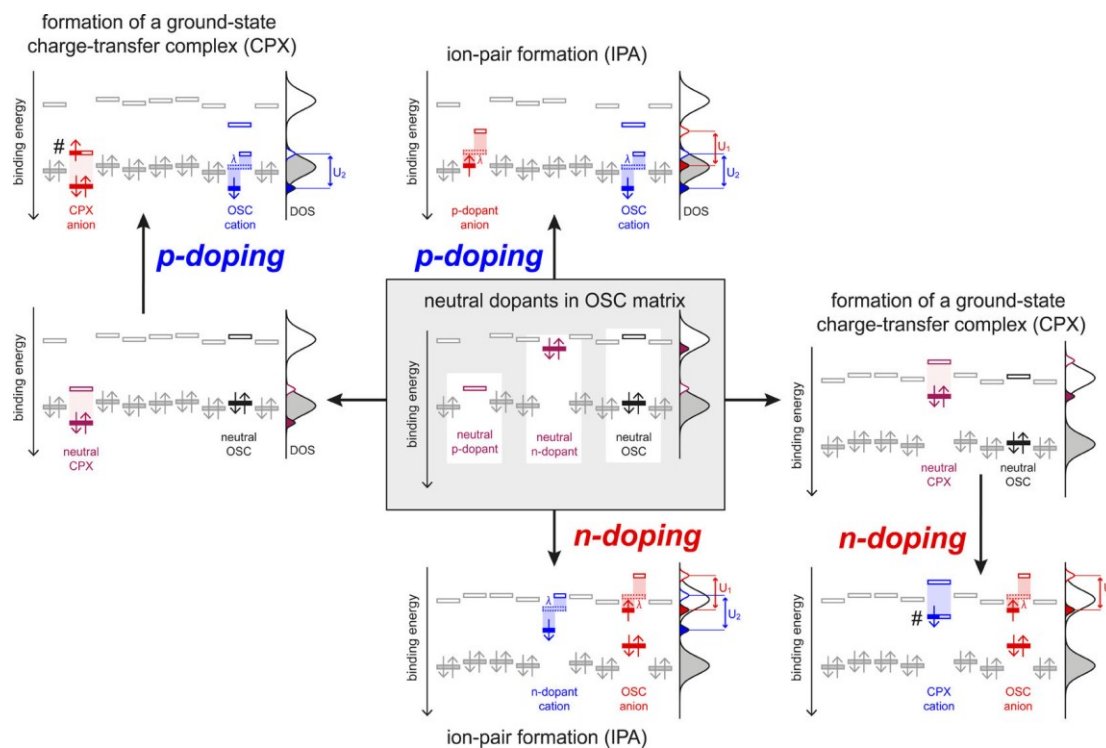 formation of a ground-state
charge-transfer complex (CPX)
binding energy
#
λ
U₂
CPX
anion
OSC
cation
DOS
p-doping
ion-pair formation (IPA)
binding energy
λ
λ
U₁
U₂
p-dopant
anion
OSC
cation
DOS
p-doping
binding energy
neutral
CPX
neutral
OSC
DOS
neutral dopants in OSC matrix
binding energy
neutral
p-dopant
neutral
n-dopant
neutral
OSC
formation of a ground-state
charge-transfer complex (CPX)
binding energy
neutral
CPX
neutral
OSC
n-doping
binding energy
λ
λ
U₁
U₂
n-dopant
cation
OSC
anion
ion-pair formation (IPA)
n-doping
binding energy
#
λ
CPX
cation
OSC
anion